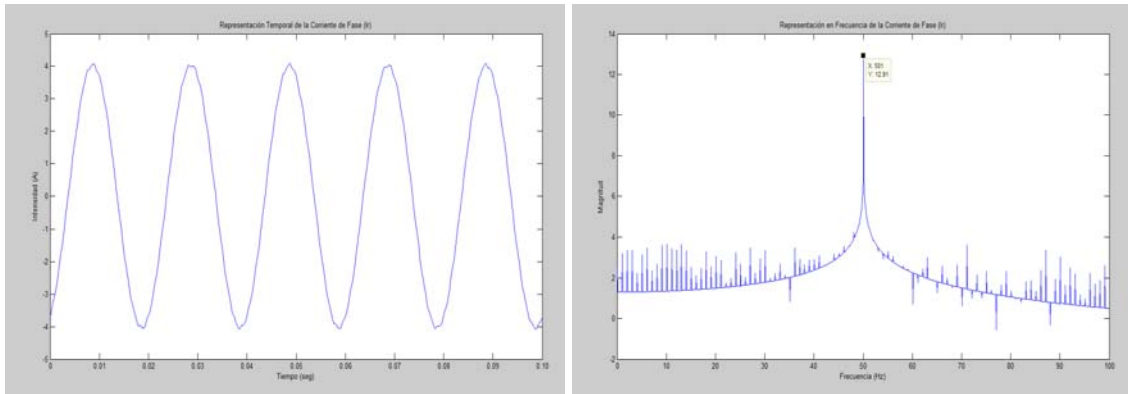 Representación Temporal de la Corriente de Fase (Ir)
5
4
3
2
1
0
-1
-2
-3
-4
-5
Intensidad (A)
0 0.01 0.02 0.03 0.04 0.05 0.06 0.07 0.08 0.09 0.10
Tiempo (seg)
Representación en Frecuencia de la Corriente de Fase (Ir)
14
12
10
8
6
4
2
0
-2
Magnitud
X: 501
Y: 12.91
0 10 20 30 40 50 60 70 80 90 100
Frecuencia (Hz)